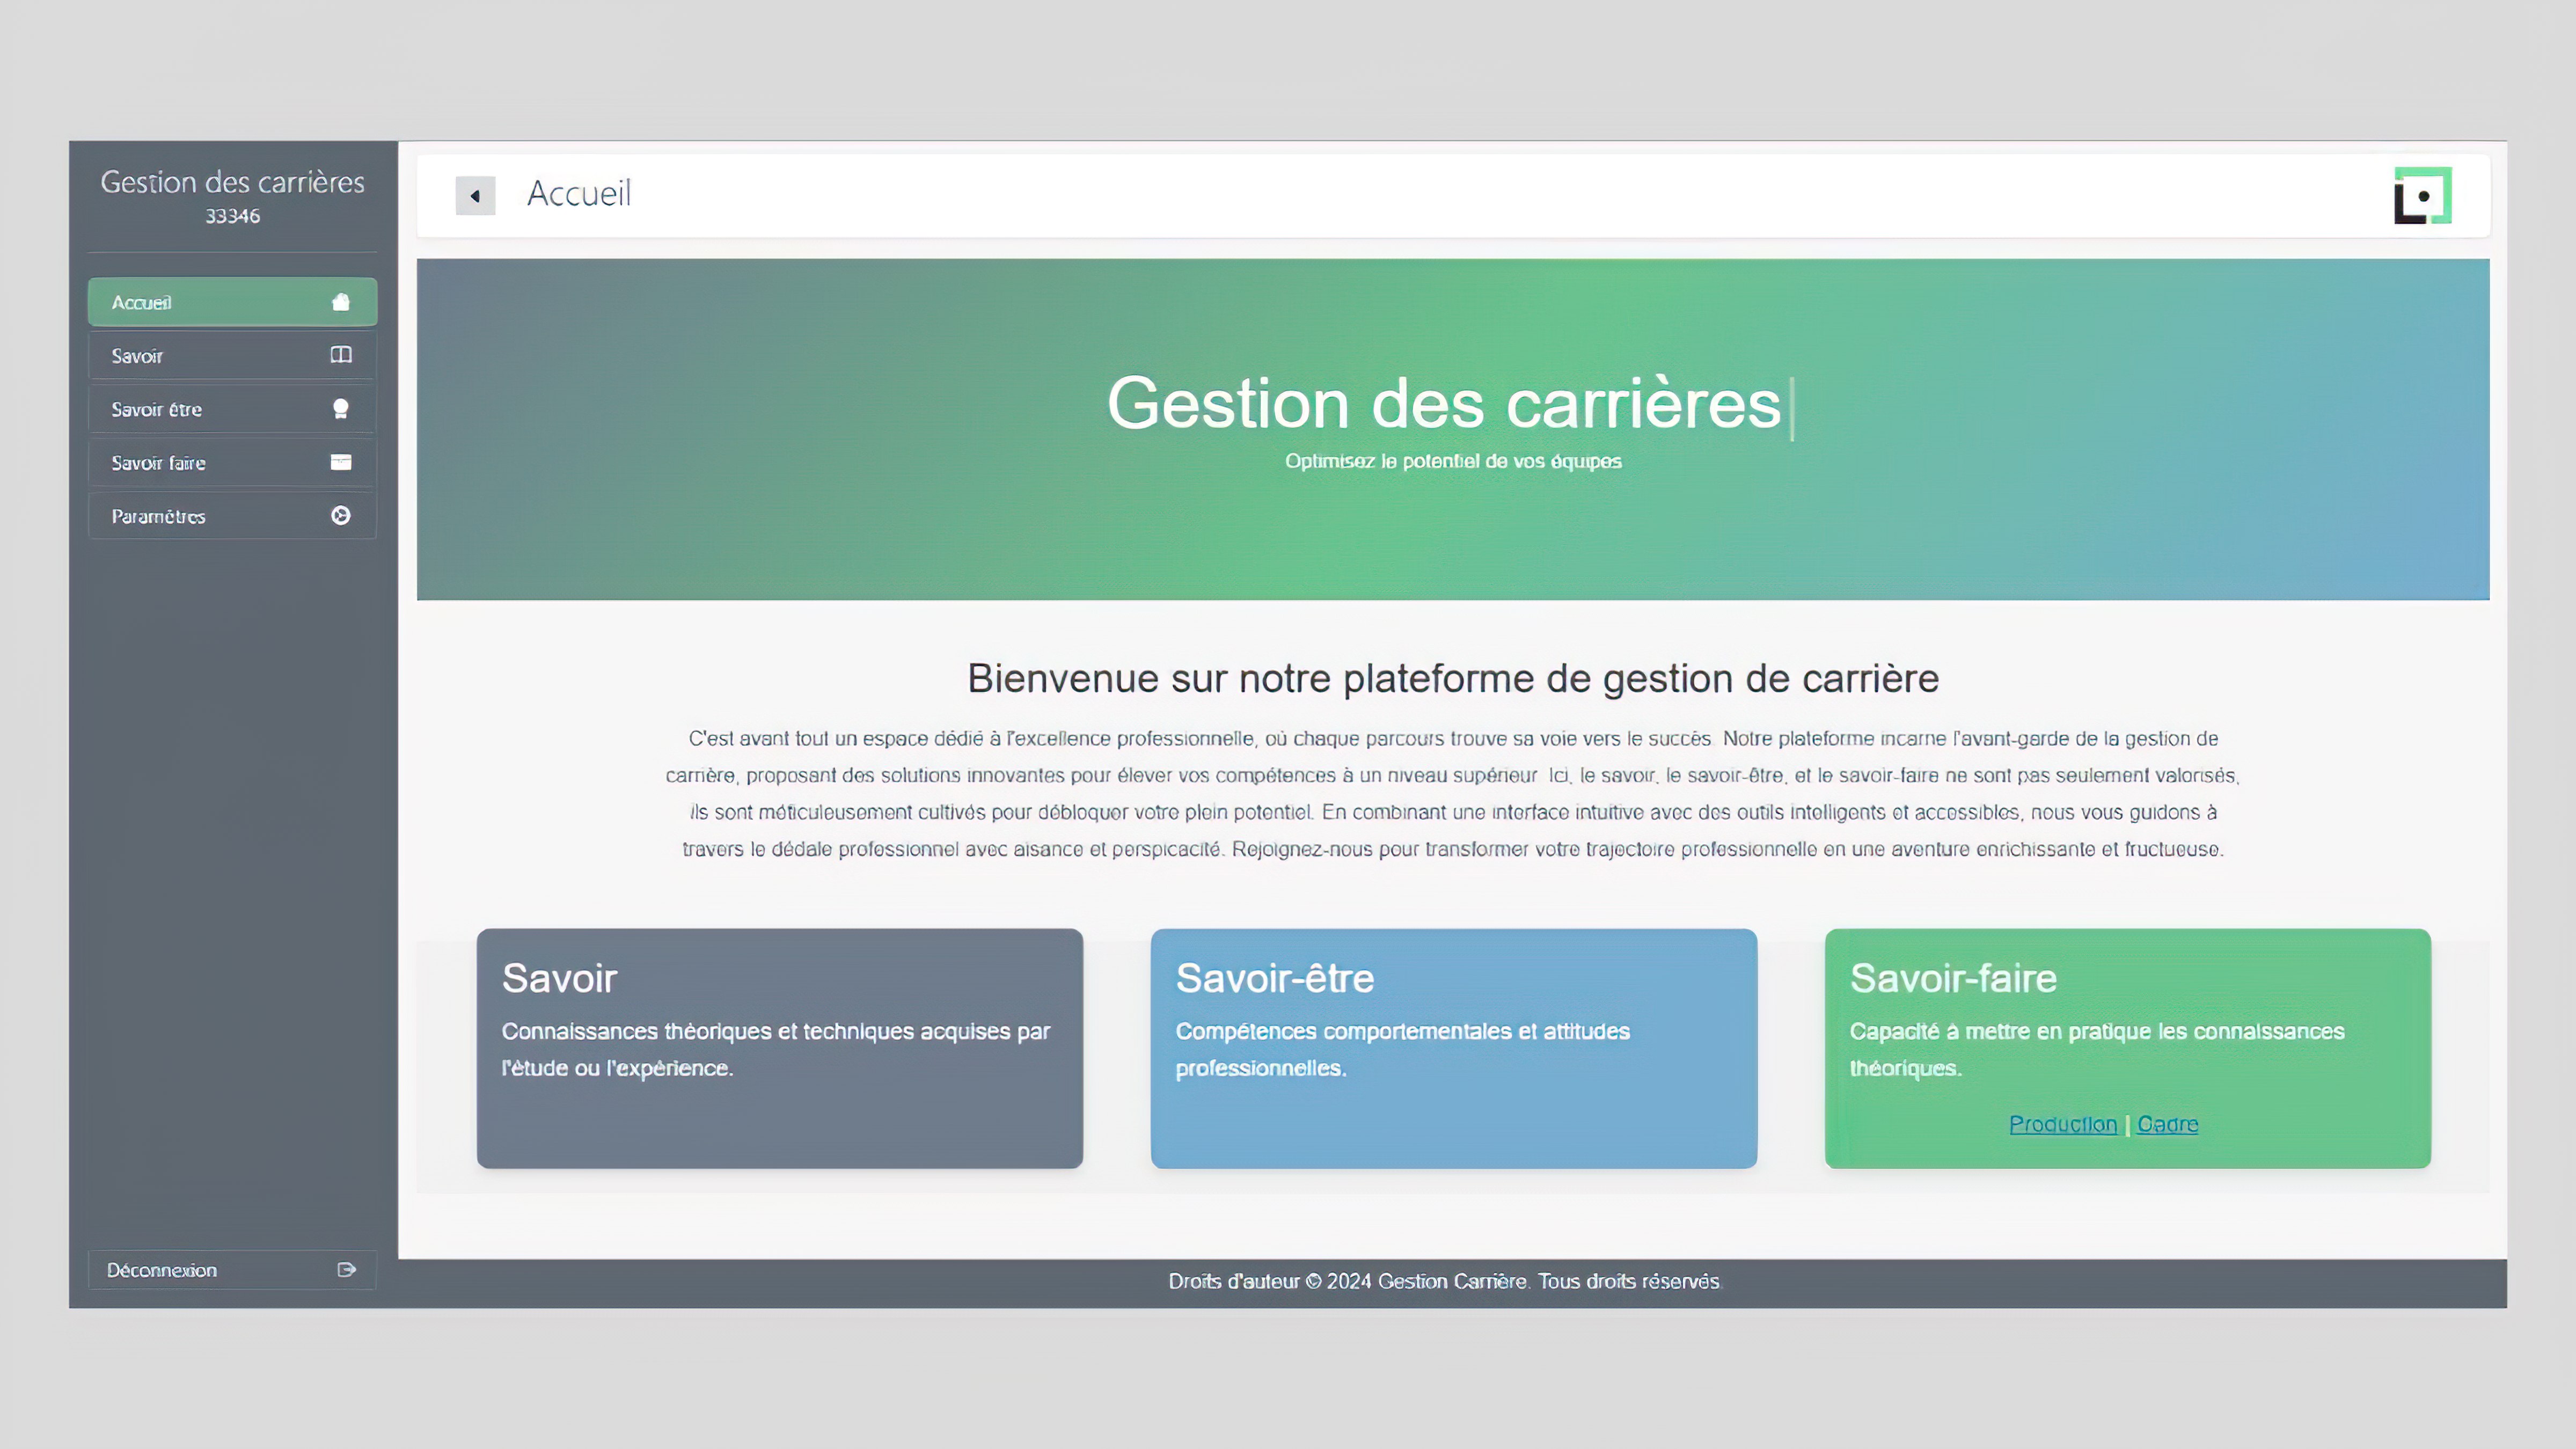 Gestion des carrières
33346
Accueil
Savoir
Savoir être
Savoir faire
Paramètres
Déconnexion
Accueil
Gestion des carrières
Optimisez le potentiel de vos équipes
Bienvenue sur notre plateforme de gestion de carrière
C'est avant tout un espace dédié à l'excellence professionnelle, où chaque parcours trouve sa voie vers le succès. Notre plateforme incarne l'avant-garde de la gestion de
carrière, proposant des solutions innovantes pour élever vos compétences à un niveau supérieur. Ici, le savoir, le savoir-être, et le savoir-faire ne sont pas seulement valorisés,
ils sont méticuleusement cultivés pour débloquer votre plein potentiel. En combinant une interface intuitive avec des outils intelligents et accessibles, nous vous guidons à
travers le dédale professionnel avec aisance et perspicacité. Rejoignez-nous pour transformer votre trajectoire professionnelle en une aventure enrichissante et fructueuse.
Savoir
Connaissances théoriques et techniques acquises par
l'étude ou l'expérience.
Savoir-être
Compétences comportementales et attitudes
professionnelles.
Savoir-faire
Capacité à mettre en pratique les connaissances
théoriques.
Production | Cadre
Droits d'auteur © 2024 Gestion Carrière. Tous droits réservés.